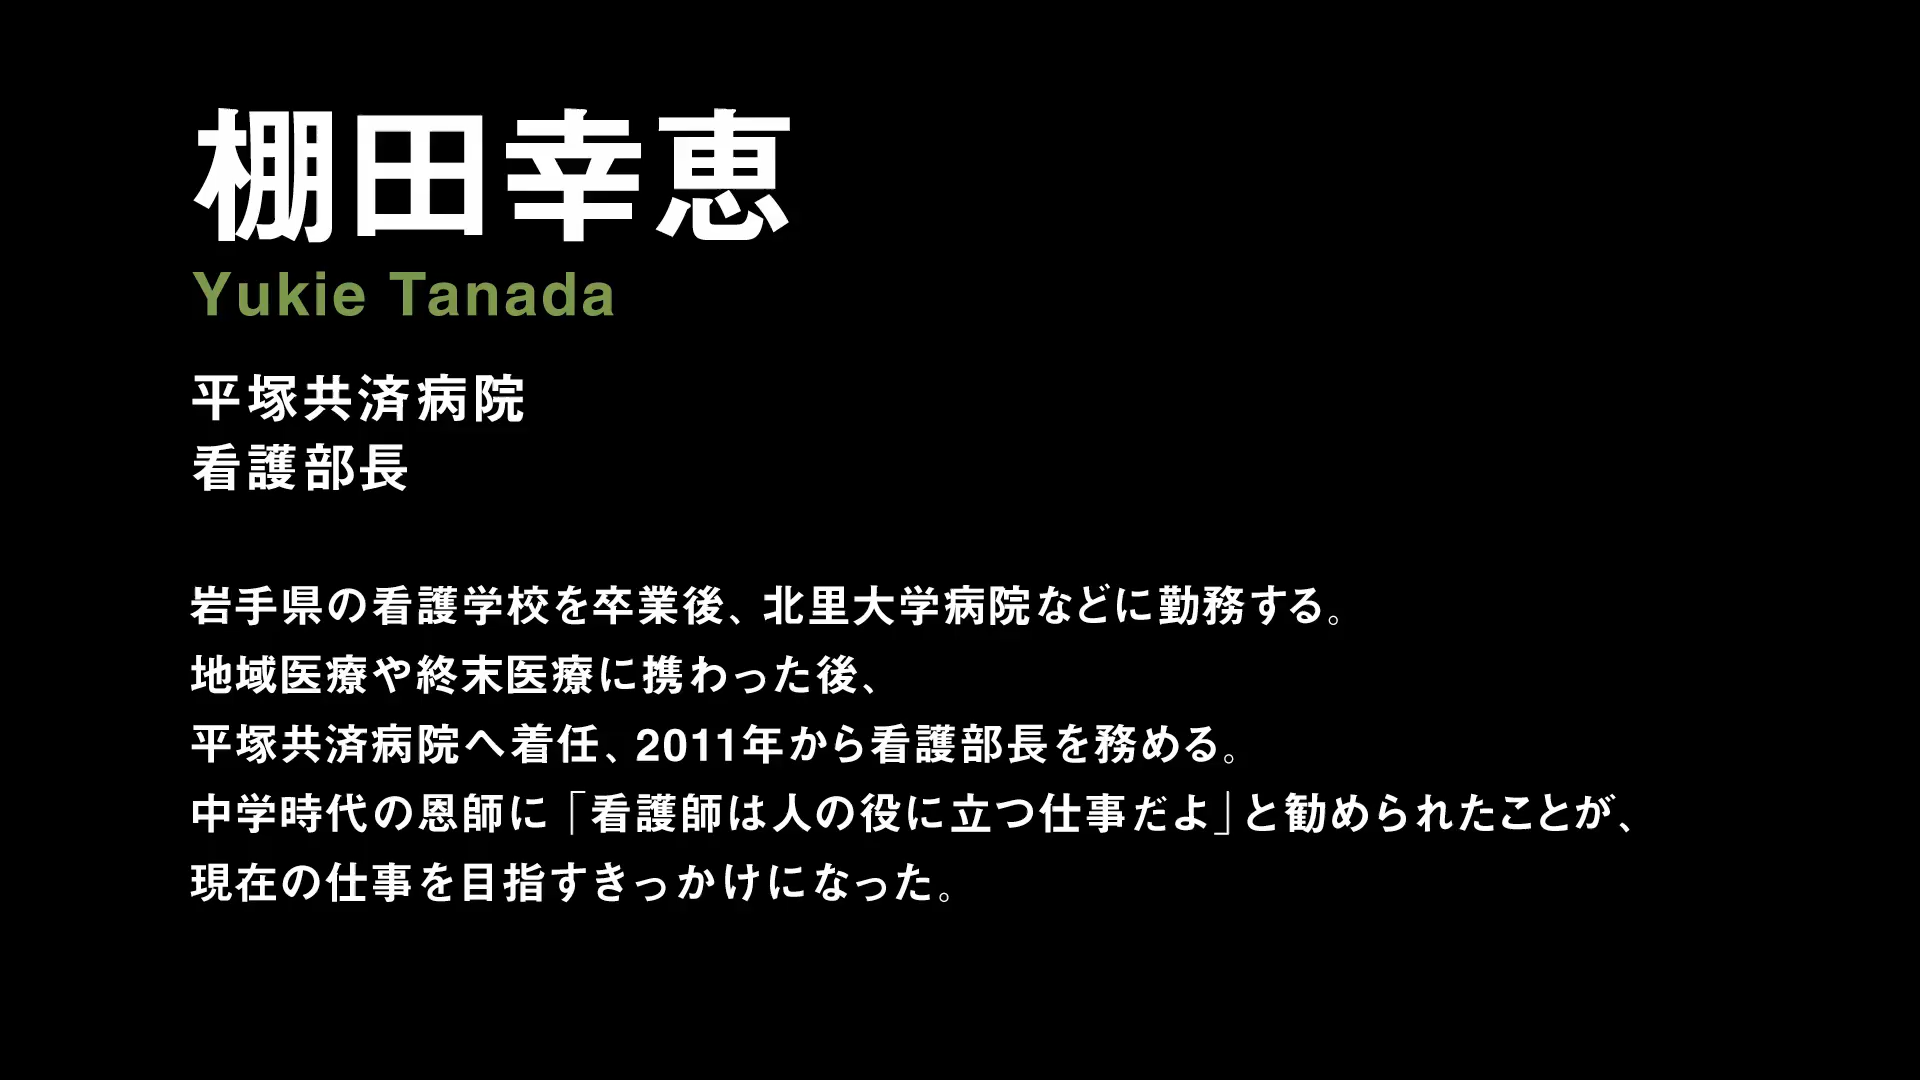 棚田幸恵
Yukie Tanada
平塚共済病院
看護部長
岩手県の看護学校を卒業後、北里大学病院などに勤務する。
地域医療や終末医療に携わった後、
平塚共済病院へ着任、2011年から看護部長を務める。
中学時代の恩師に「看護師は人の役に立つ仕事だよ」と勧められたことが、
現在の仕事を目指すきっかけになった。